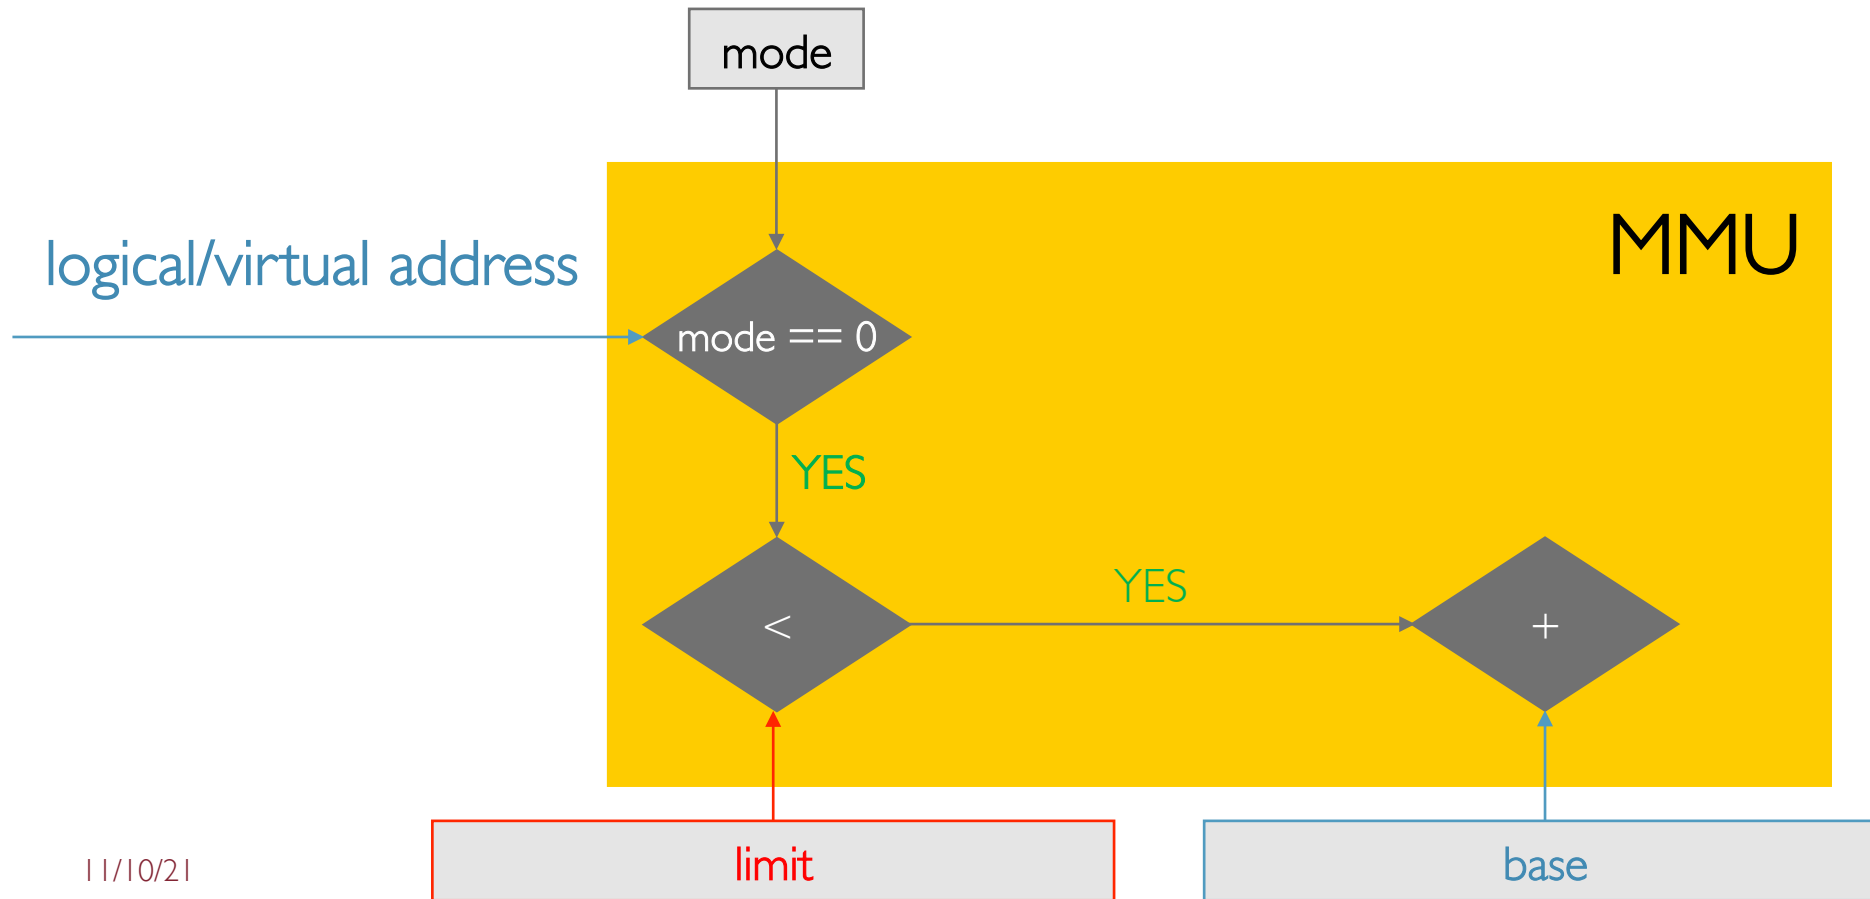 mode
MMU
logical/virtual address
mode == 0
YES
YES
<
+
limit
base
11/10/21